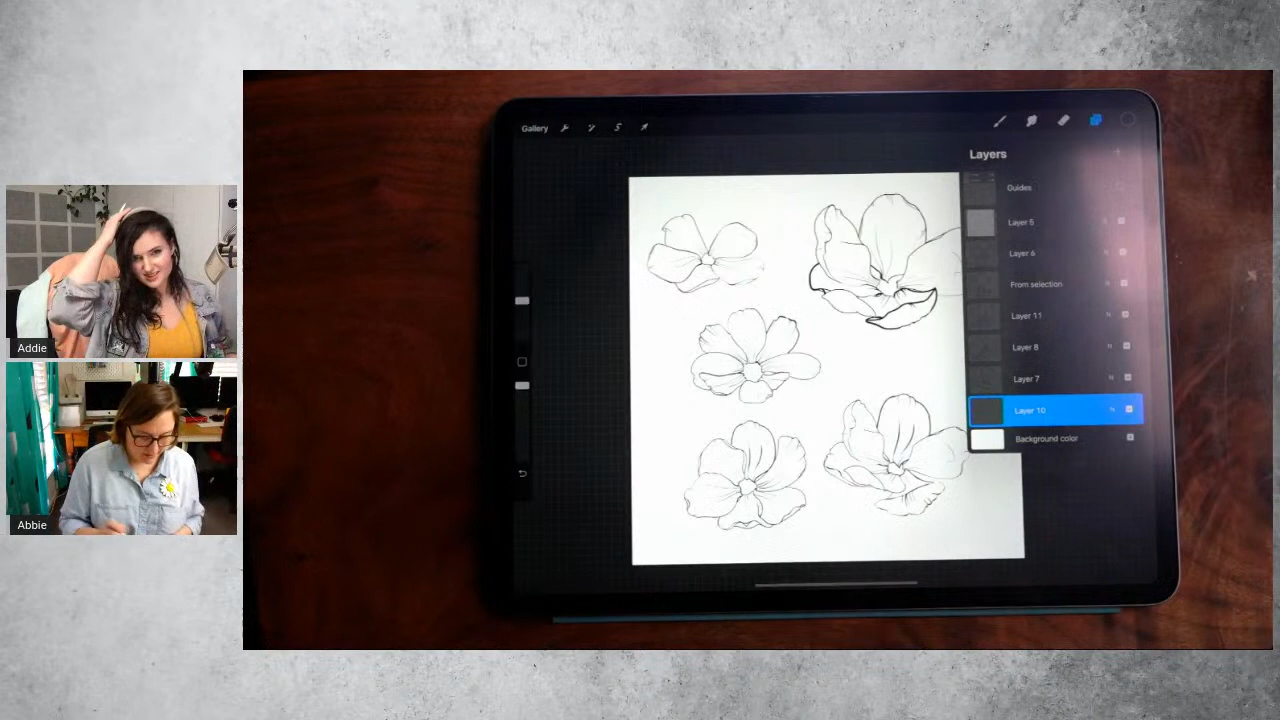 Gallery
Layers
Guides
Layer 5
Layer 6
From selection
Layer 11
N
Layer 8
N
Layer 7
N
Layer 10
N
Background color
Addie
Abbie